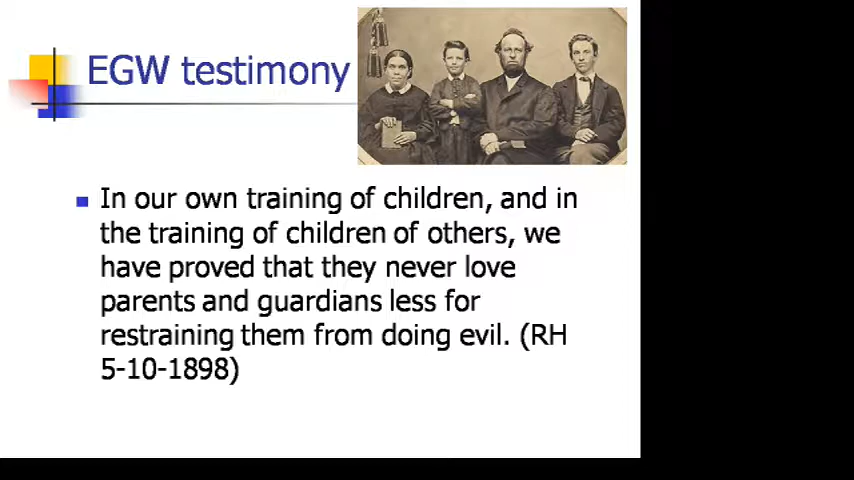 EGW testimony
In our own training of children, and in
the training of children of others, we
have proved that they never love
parents and guardians less for
restraining them from doing evil. (RH
5-10-1898)